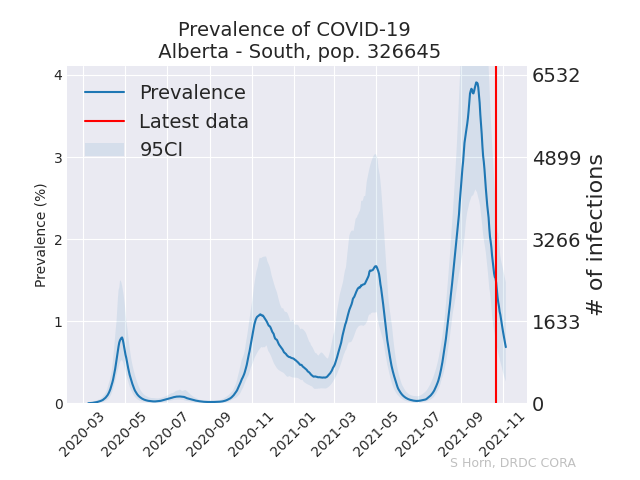 Prevalence of COVID-19
Alberta - South, pop. 326645
Prevalence
Latest data
95CI
Prevalence (%)
4
3
2
1
0
6532
4899
3266
1633
0
# of infections
2020-03
2020-05
2020-07
2020-09
2020-11
2021-01
2021-03
2021-05
2021-07
2021-09
2021-11
S Horn, DRDC CORA